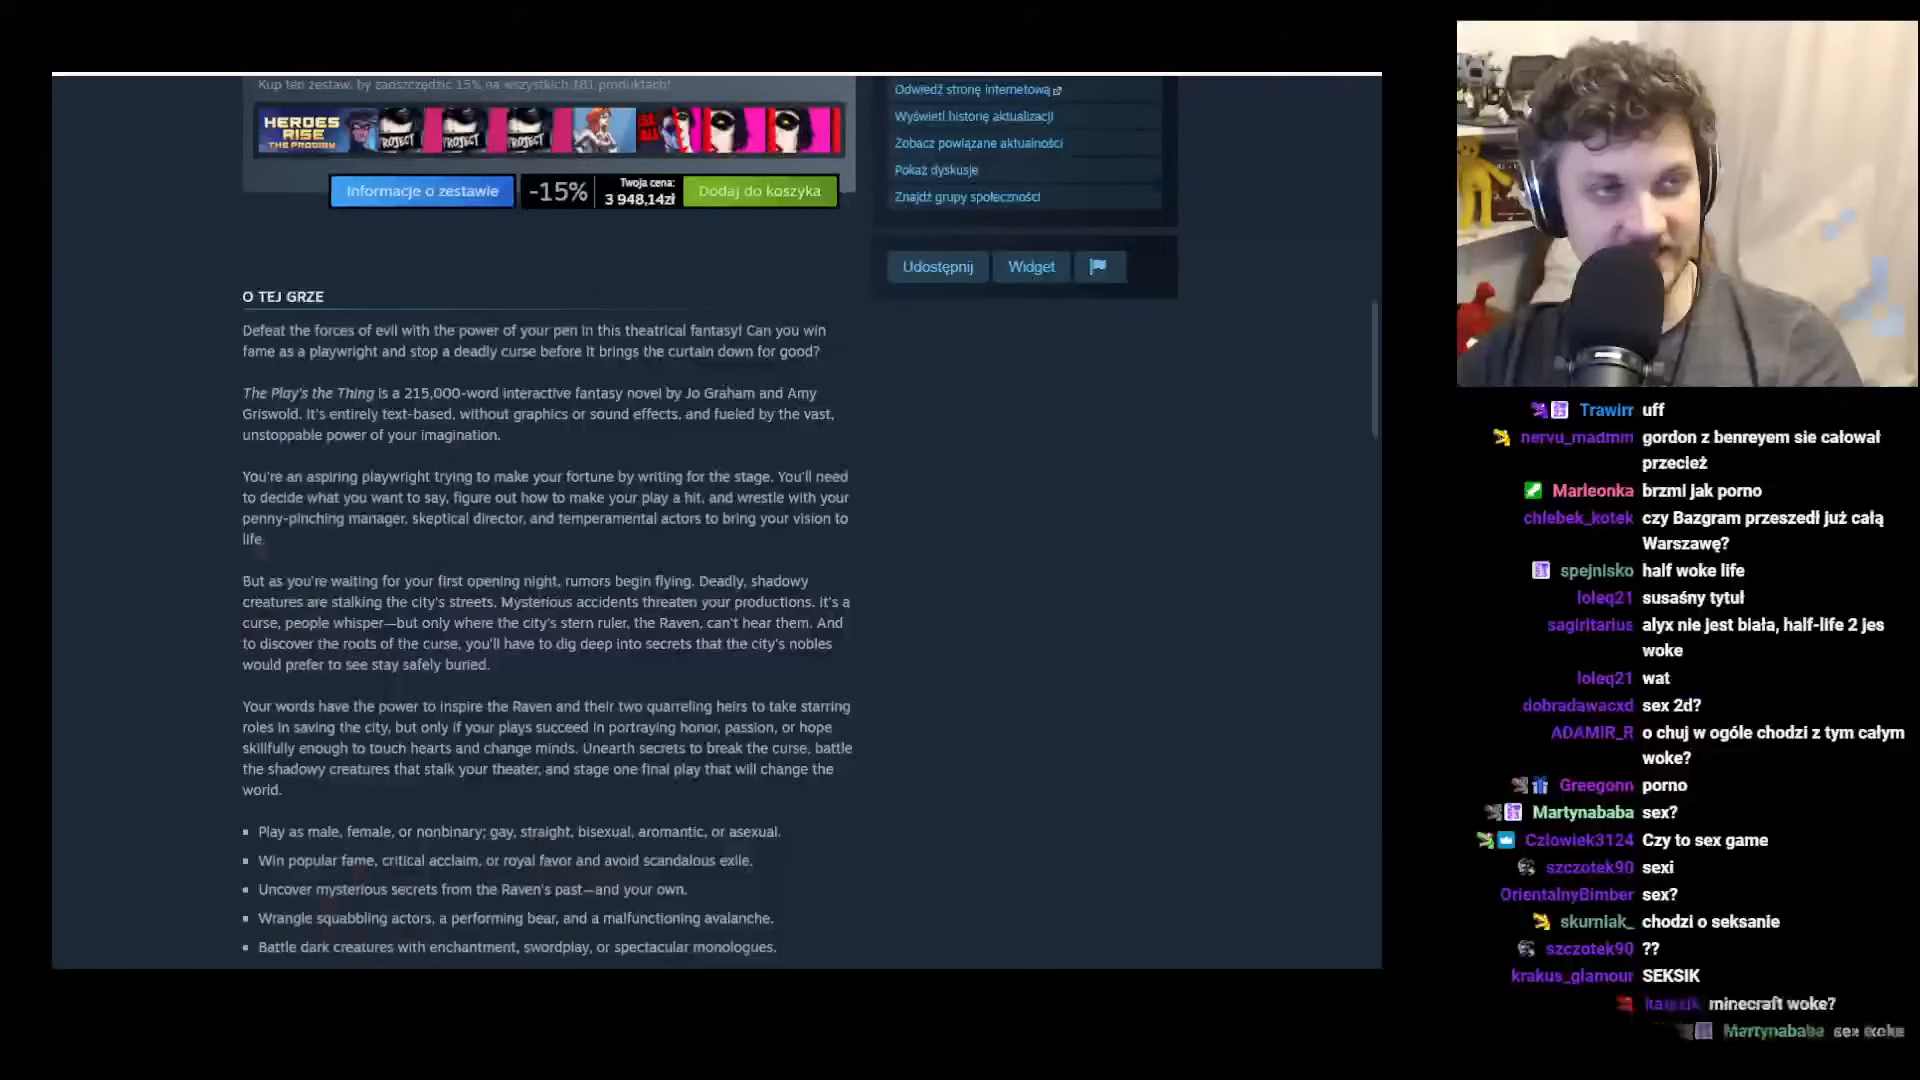 Kup ten zestaw, by zaoszczędzić 15% na wszystkich 181 produktach!
HEROES
RISE
THE PRODIGY
PROJECT
PROJECT
PROJECT
Informacje o zestawie
-15%
Twoja cena:
3 948,14zł
Dodaj do koszyka
Odwiedź stronę internetową
Wyświetl historię aktualizacji
Zobacz powiązane aktualności
Pokaż dyskusje
Znajdź grupy społeczności
Udostępnij
Widget
O TEJ GRZE
Defeat the forces of evil with the power of your pen in this theatrical fantasy! Can you win
fame as a playwright and stop a deadly curse before it brings the curtain down for good?
The Play's the Thing is a 215,000-word interactive fantasy novel by Jo Graham and Amy
Griswold. It's entirely text-based, without graphics or sound effects, and fueled by the vast,
unstoppable power of your imagination.
You're an aspiring playwright trying to make your fortune by writing for the stage. You'll need
to decide what you want to say, figure out how to make your play a hit, and wrestle with your
penny-pinching manager, skeptical director, and temperamental actors to bring your vision to
life.
But as you're waiting for your first opening night, rumors begin flying. Deadly, shadowy
creatures are stalking the city's streets. Mysterious accidents threaten your productions. It's a
curse, people whisper—but only where the city's stern ruler, the Raven, can't hear them. And
to discover the roots of the curse, you'll have to dig deep into secrets that the city's nobles
would prefer to see stay safely buried.
Your words have the power to inspire the Raven and their two quarreling heirs to take starring
roles in saving the city, but only if your plays succeed in portraying honor, passion, or hope
skillfully enough to touch hearts and change minds. Unearth secrets to break the curse, battle
the shadowy creatures that stalk your theater, and stage one final play that will change the
world.
▪ Play as male, female, or nonbinary; gay, straight, bisexual, aromantic, or asexual.
▪ Win popular fame, critical acclaim, or royal favor and avoid scandalous exile.
▪ Uncover mysterious secrets from the Raven's past—and your own.
▪ Wrangle squabbling actors, a performing bear, and a malfunctioning avalanche.
▪ Battle dark creatures with enchantment, swordplay, or spectacular monologues.
Trawirr uff
nervu_madmin gordon z benreyem sie całował
przecież
Marleonka brzmi jak porno
chlebek_kotek czy Bazgram przeszedł już całą
Warszawę?
spejnisko half woke life
loleq21 susaśny tytuł
sagiritarius alyx nie jest biała, half-life 2 jes
woke
loleq21 wat
dobradawacxd sex 2d?
ADAMIR_R o chuj w ogóle chodzi z tym całym
woke?
Greegonn porno
Martynababa sex?
Czlowiek3124 Czy to sex game
szczotek90 sexi
OrientalnyBimber sex?
skurniak_ chodzi o seksanie
szczotek90 ??
krakus_glamour SEKSIK
minecraft woke?
Martynababa sex woke